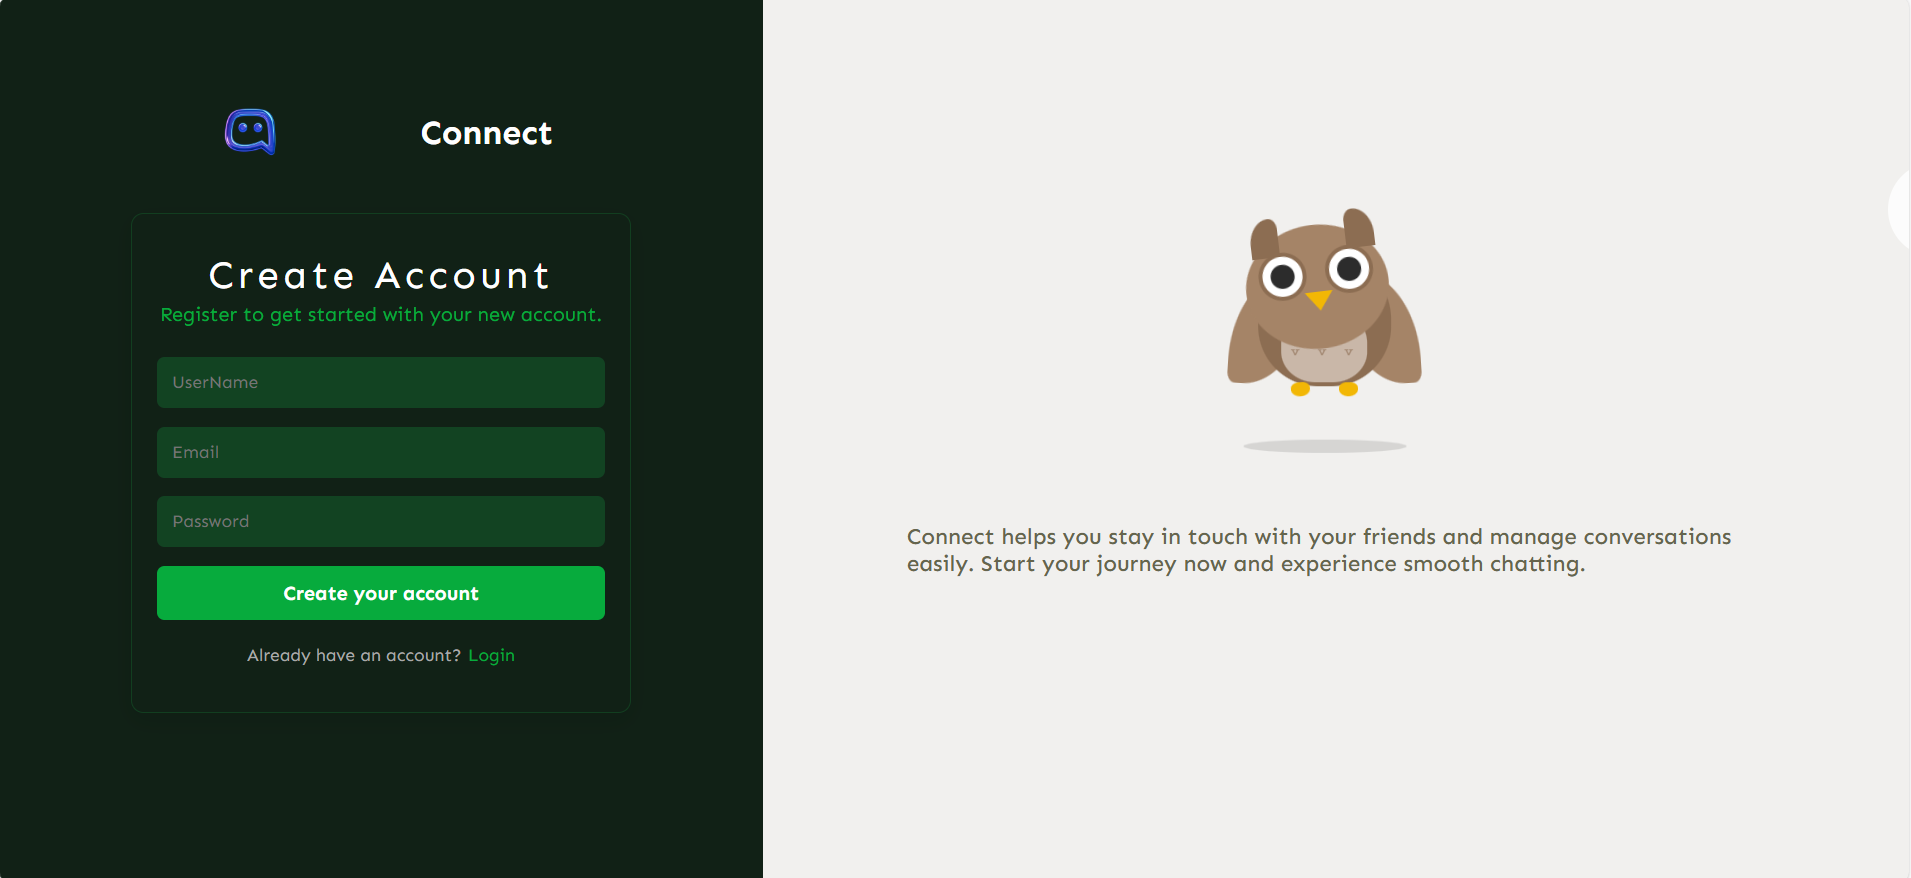 Connect
Create Account
Register to get started with your new account.
UserName
Email
Password
Create your account
Already have an account? Login
Connect helps you stay in touch with your friends and manage conversations
easily. Start your journey now and experience smooth chatting.